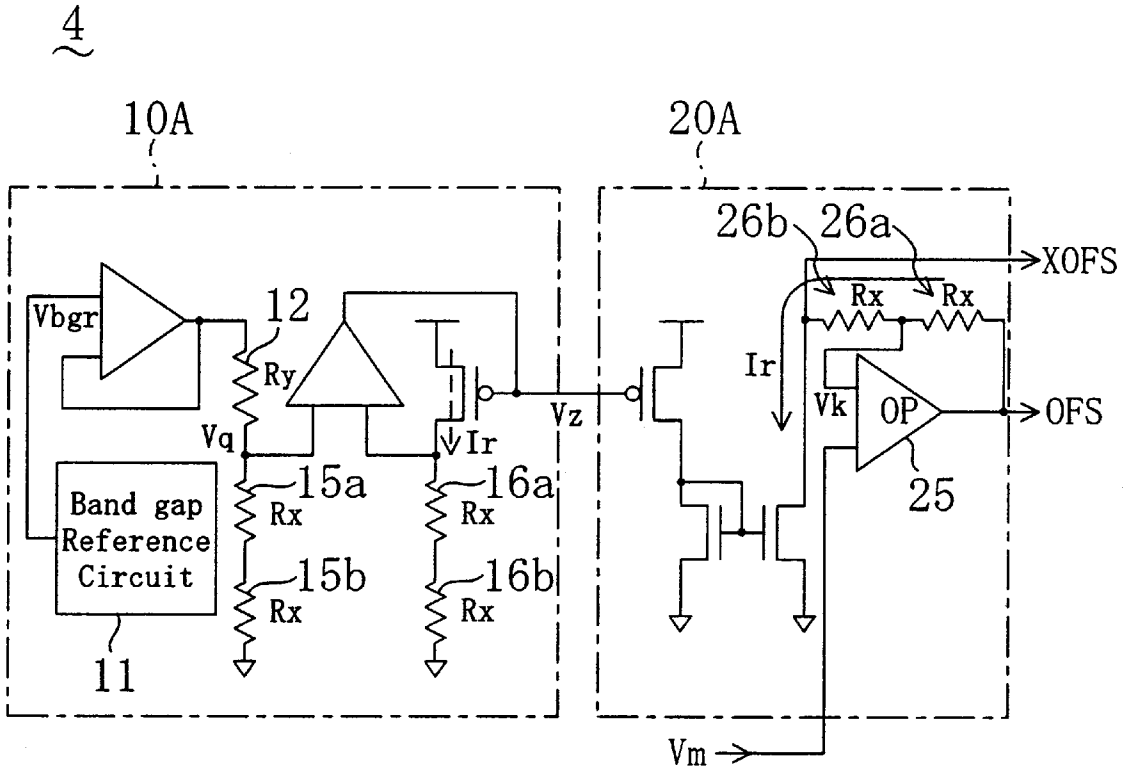 4
10A
20A
26b
26a
XOFS
Rx
Rx
Vbgr
12
Ry
Ir
Vz
Vk
OP
OFS
Vq
Ir
25
15a
16a
Band gap
Reference
Circuit
Rx
Rx
15b
16b
Rx
Rx
11
Vm